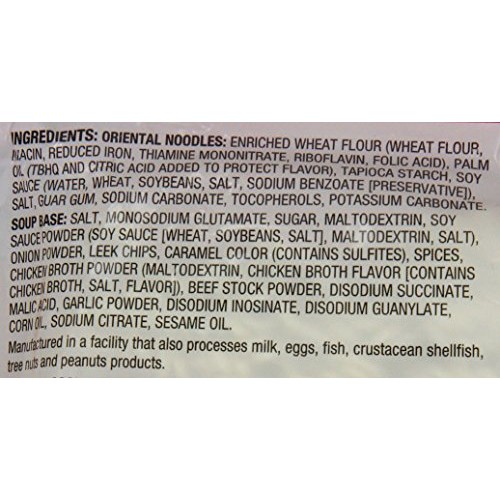 INGREDIENTS: ORIENTAL NOODLES: ENRICHED WHEAT FLOUR (WHEAT FLOUR,
NIACIN, REDUCED IRON, THIAMINE MONONITRATE, RIBOFLAVIN, FOLIC ACID), PALM
OIL (TBHQ AND CITRIC ACID ADDED TO PROTECT FLAVOR), TAPIOCA STARCH, SOY
SAUCE (WATER, WHEAT, SOYBEANS, SALT, SODIUM BENZOATE [PRESERVATIVE]),
SALT, GUAR GUM, SODIUM CARBONATE, TOCOPHEROLS, POTASSIUM CARBONATE.
SOUP BASE: SALT, MONOSODIUM GLUTAMATE, SUGAR, MALTODEXTRIN, SOY
SAUCE POWDER (SOY SAUCE [WHEAT, SOYBEANS, SALT], MALTODEXTRIN, SALT),
ONION POWDER, LEEK CHIPS, CARAMEL COLOR (CONTAINS SULFITES), SPICES,
CHICKEN BROTH POWDER (MALTODEXTRIN, CHICKEN BROTH FLAVOR [CONTAINS
CHICKEN BROTH, SALT, FLAVOR]), BEEF STOCK POWDER, DISODIUM SUCCINATE,
MALIC ACID, GARLIC POWDER, DISODIUM INOSINATE, DISODIUM GUANYLATE,
CORN OIL, SODIUM CITRATE, SESAME OIL.
Manufactured in a facility that also processes milk, eggs, fish, crustacean shellfish,
tree nuts and peanuts products.